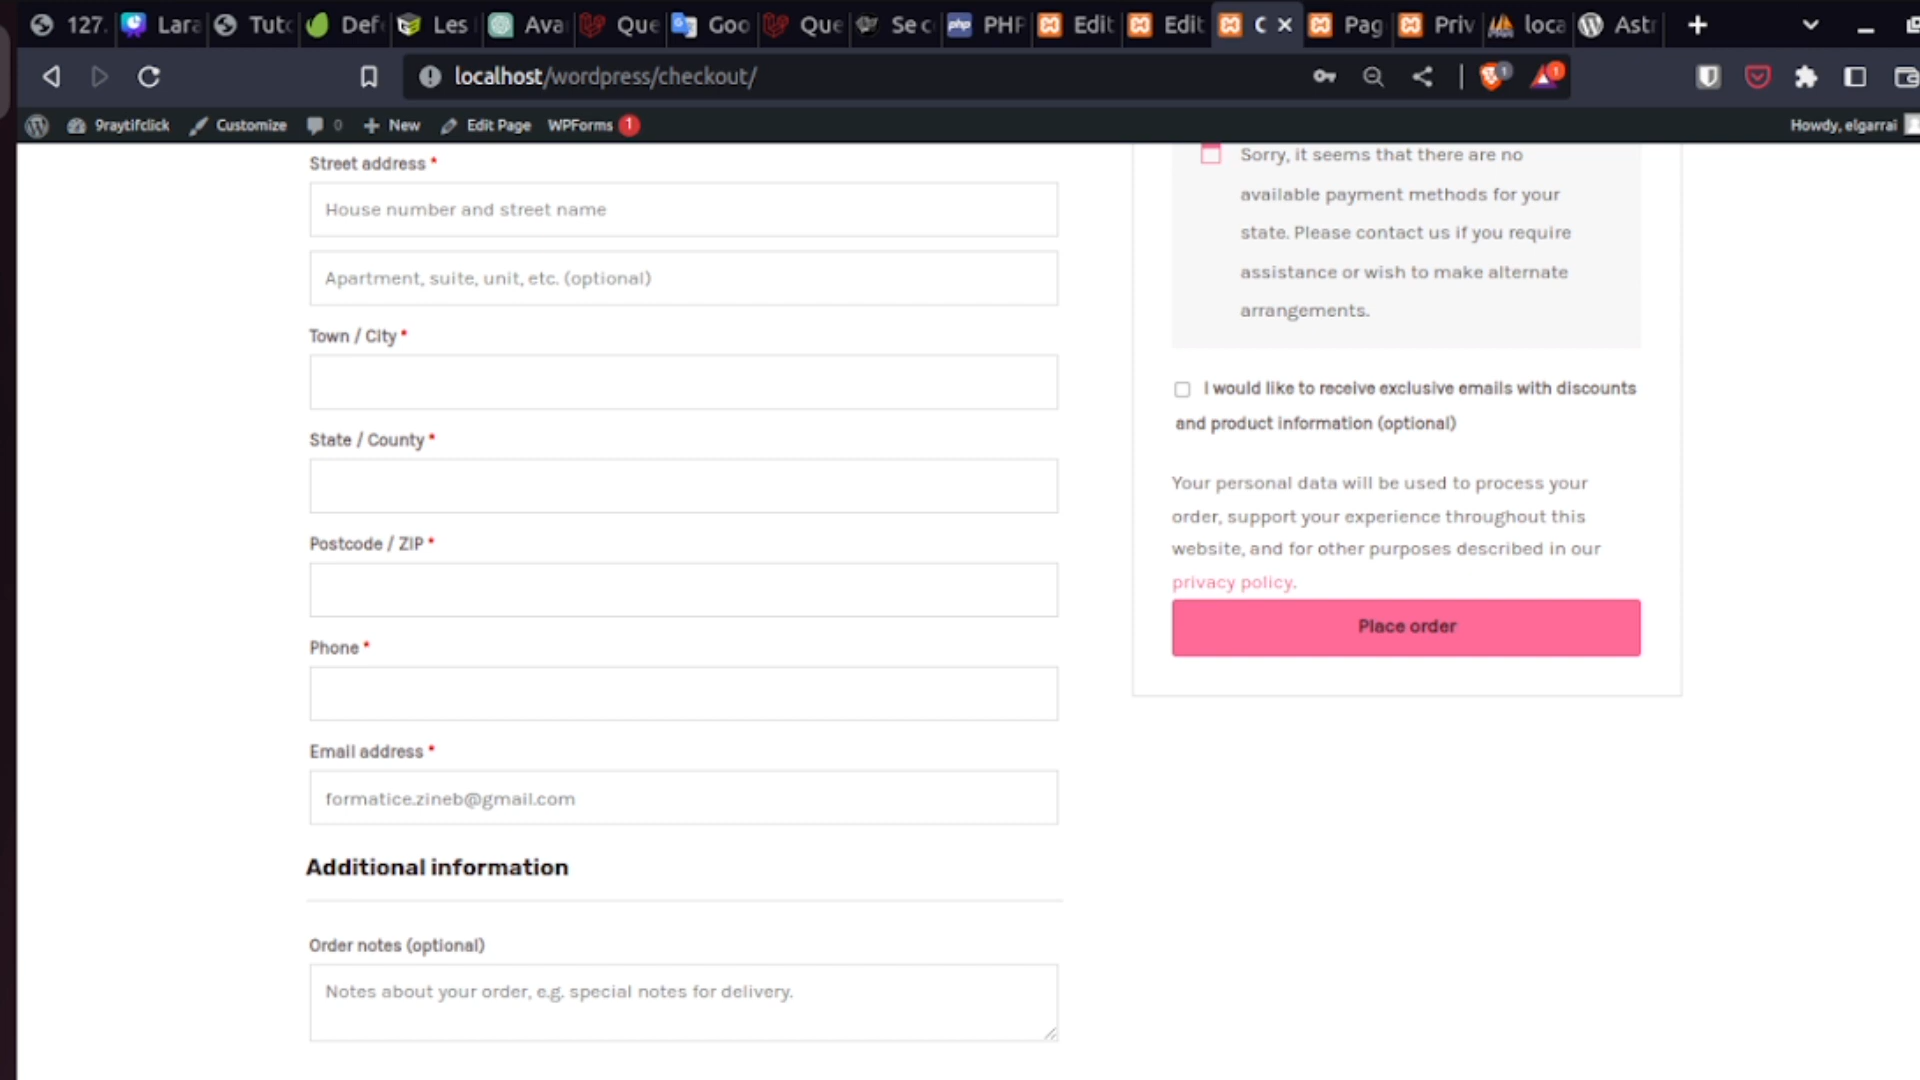 127.
Lara
Tuto
Def
Les
Ava
Que
Goo
Que
Se c
php
PHP
Edit
Edit
C
Pag
Priv
loca
Astr
localhost/wordpress/checkout/
1
1
9raytifclick
Customize
0
New
Edit Page
WPForms
1
Howdy, elgarrai
Street address *
House number and street name
Apartment, suite, unit, etc. (optional)
Town / City *
State / County *
Postcode / ZIP *
Phone *
Email address *
formatice.zineb@gmail.com
Additional information
Order notes (optional)
Notes about your order, e.g. special notes for delivery.
Sorry, it seems that there are no
available payment methods for your
state. Please contact us if you require
assistance or wish to make alternate
arrangements.
I would like to receive exclusive emails with discounts
and product information (optional)
Your personal data will be used to process your
order, support your experience throughout this
website, and for other purposes described in our
privacy policy.
Place order